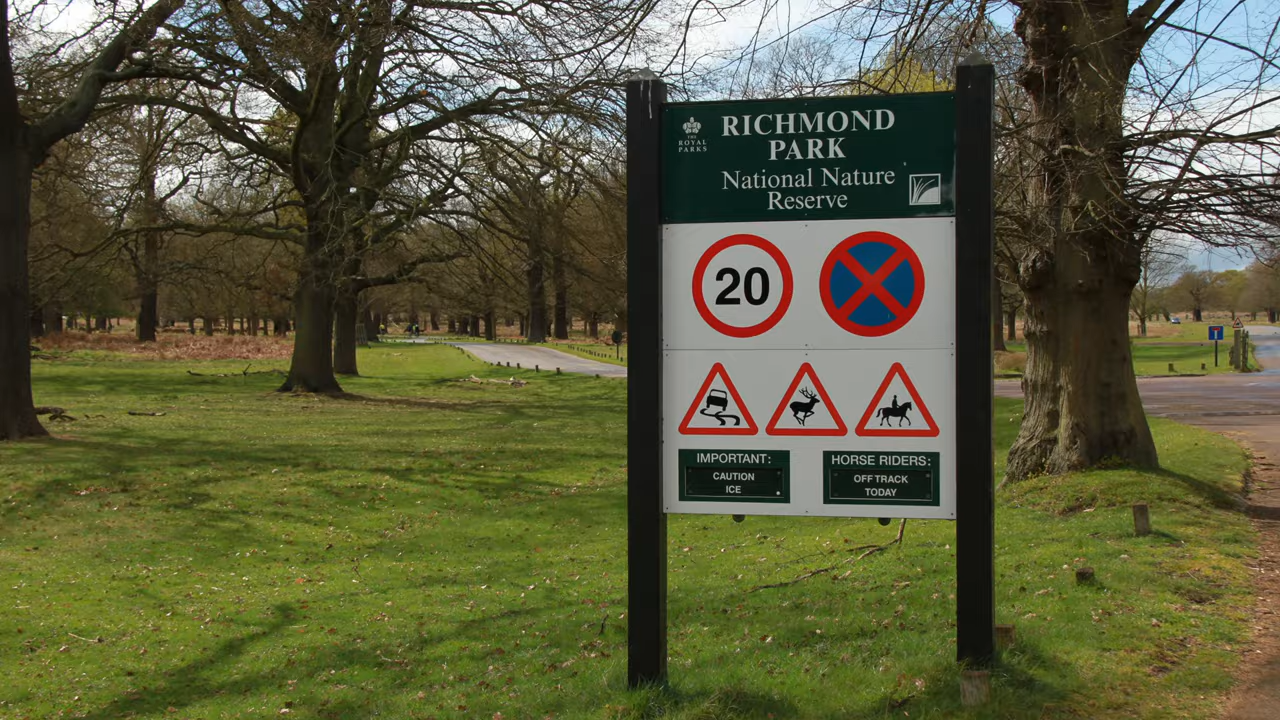 THE
ROYAL
PARKS
RICHMOND
PARK
National Nature
Reserve
20
IMPORTANT:
CAUTION
ICE
HORSE RIDERS:
OFF TRACK
TODAY